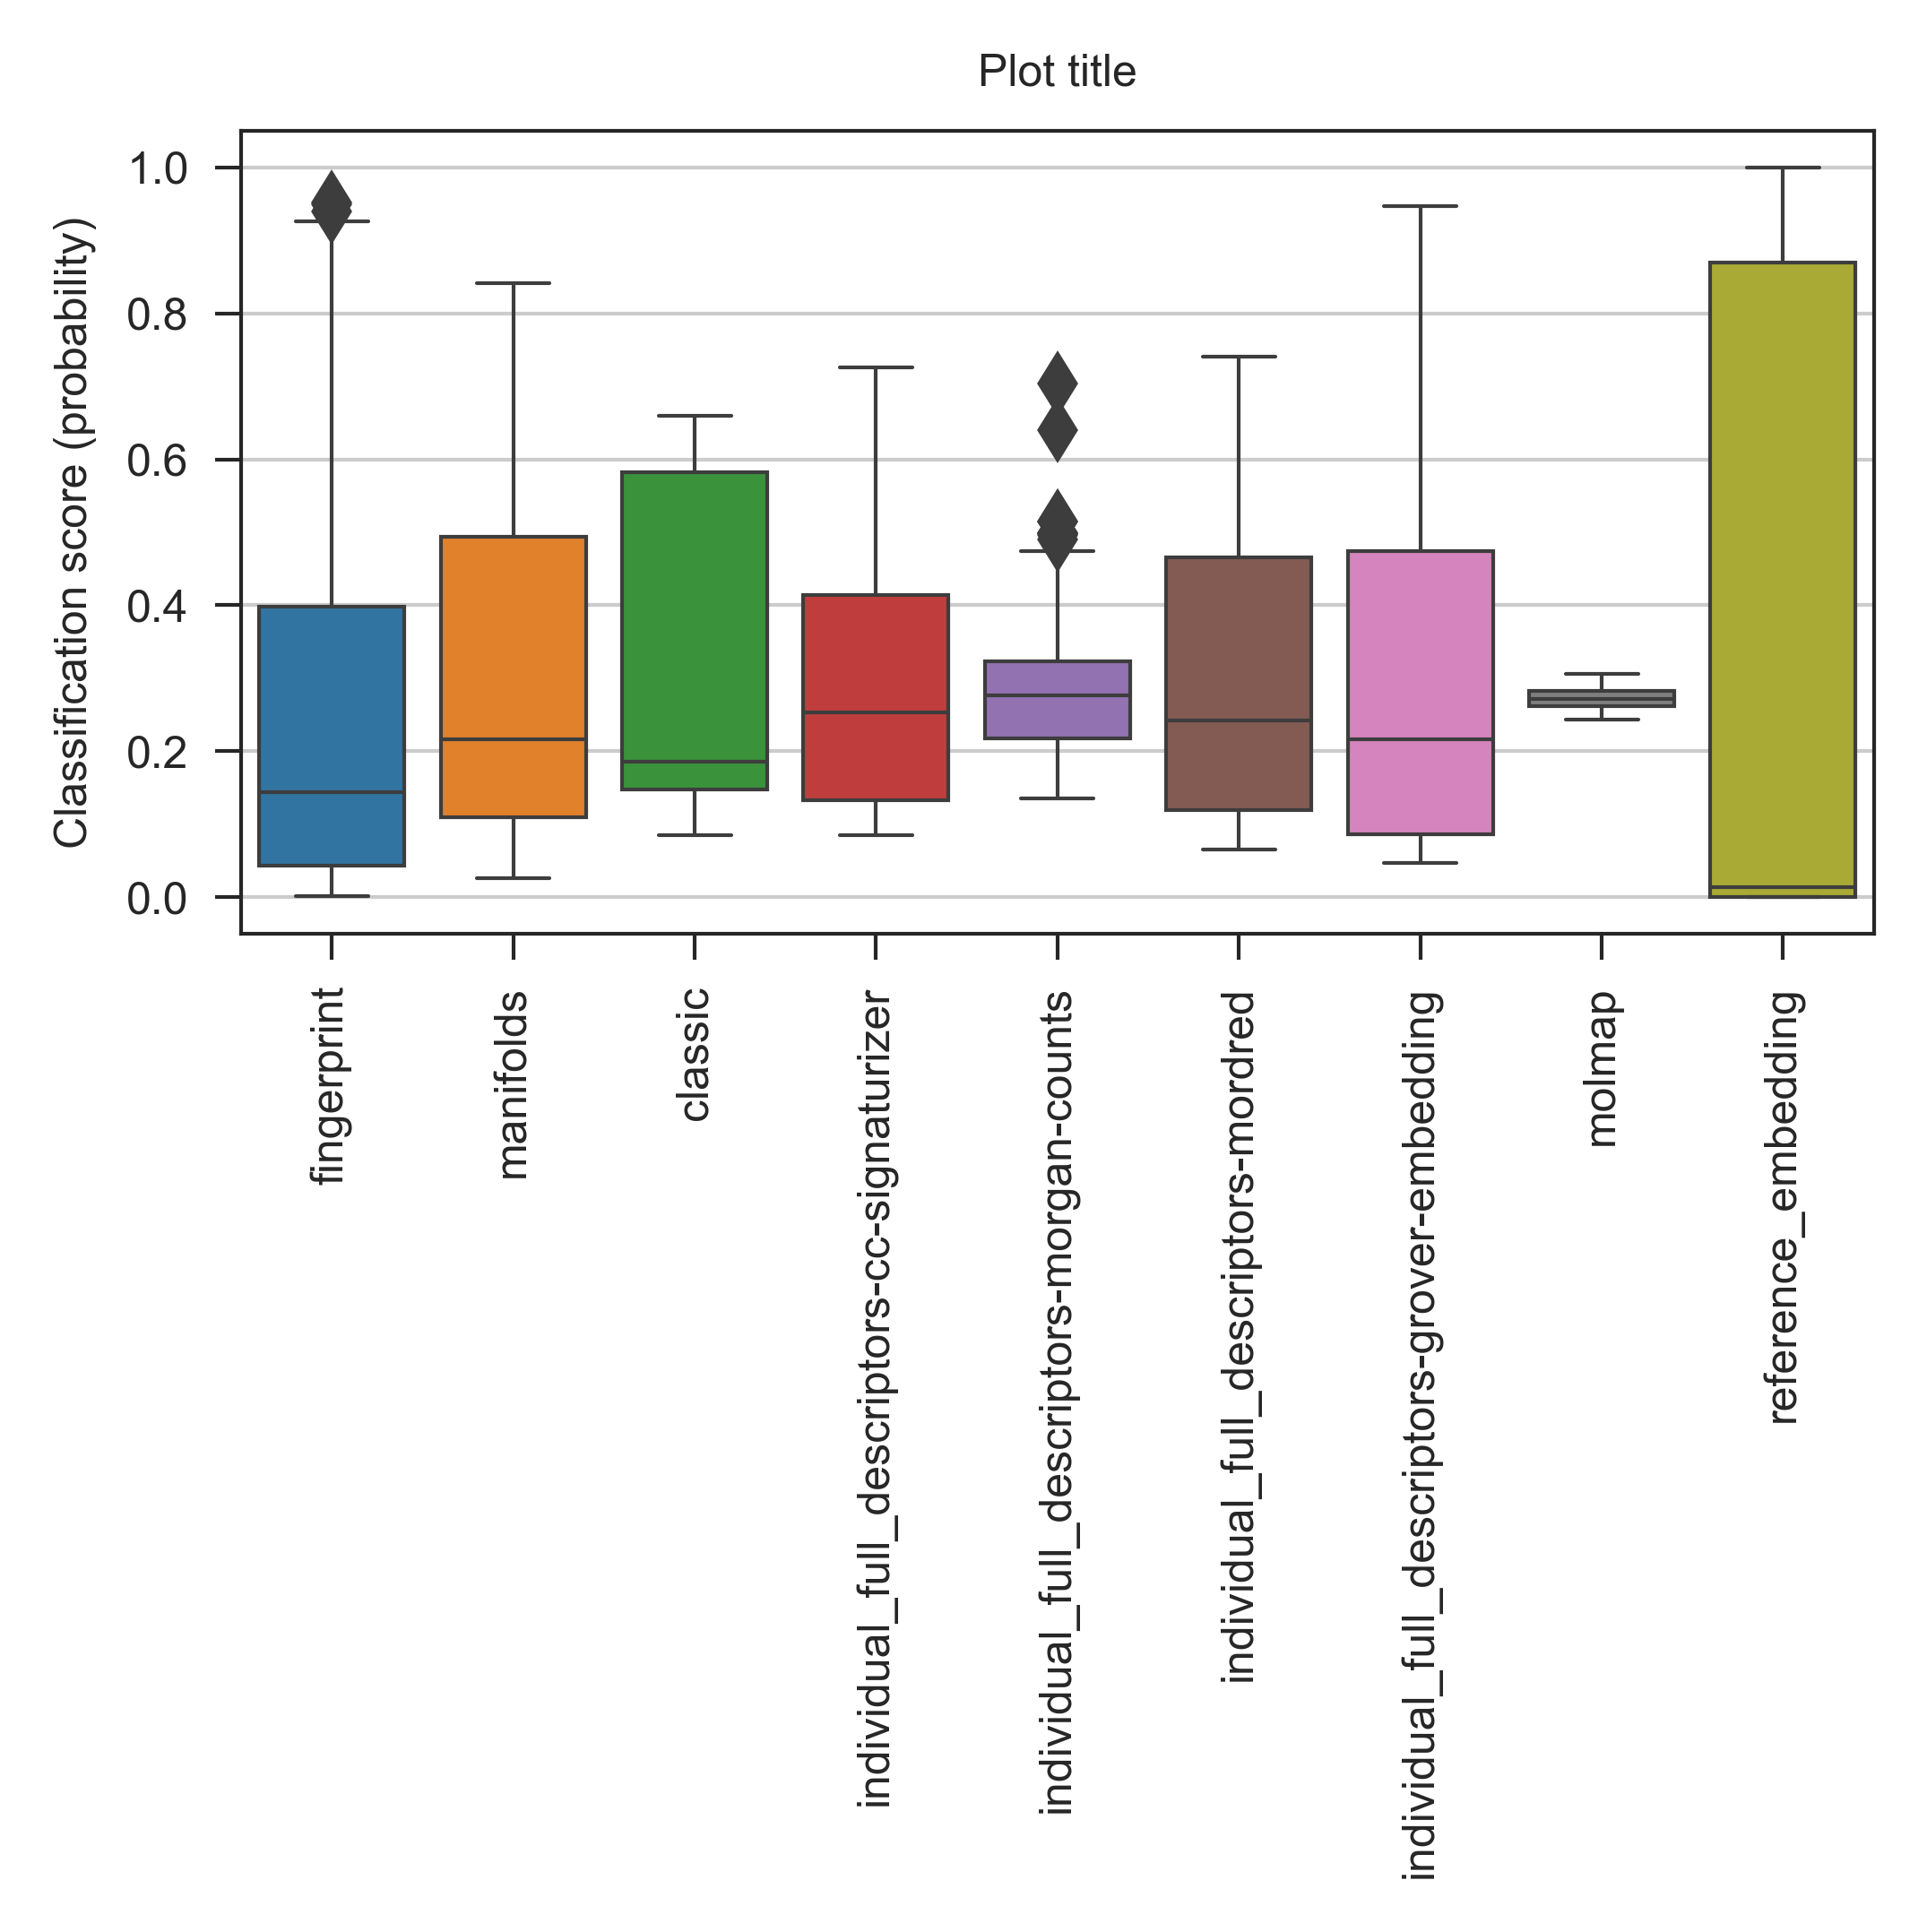 Plot title
Classification score (probability)
1.0
0.8
0.6
0.4
0.2
0.0
fingerprint
manifolds
classic
individual_full_descriptors-cc-signaturizer
individual_full_descriptors-morgan-counts
individual_full_descriptors-mordred
individual_full_descriptors-grover-embedding
molmap
reference_embedding